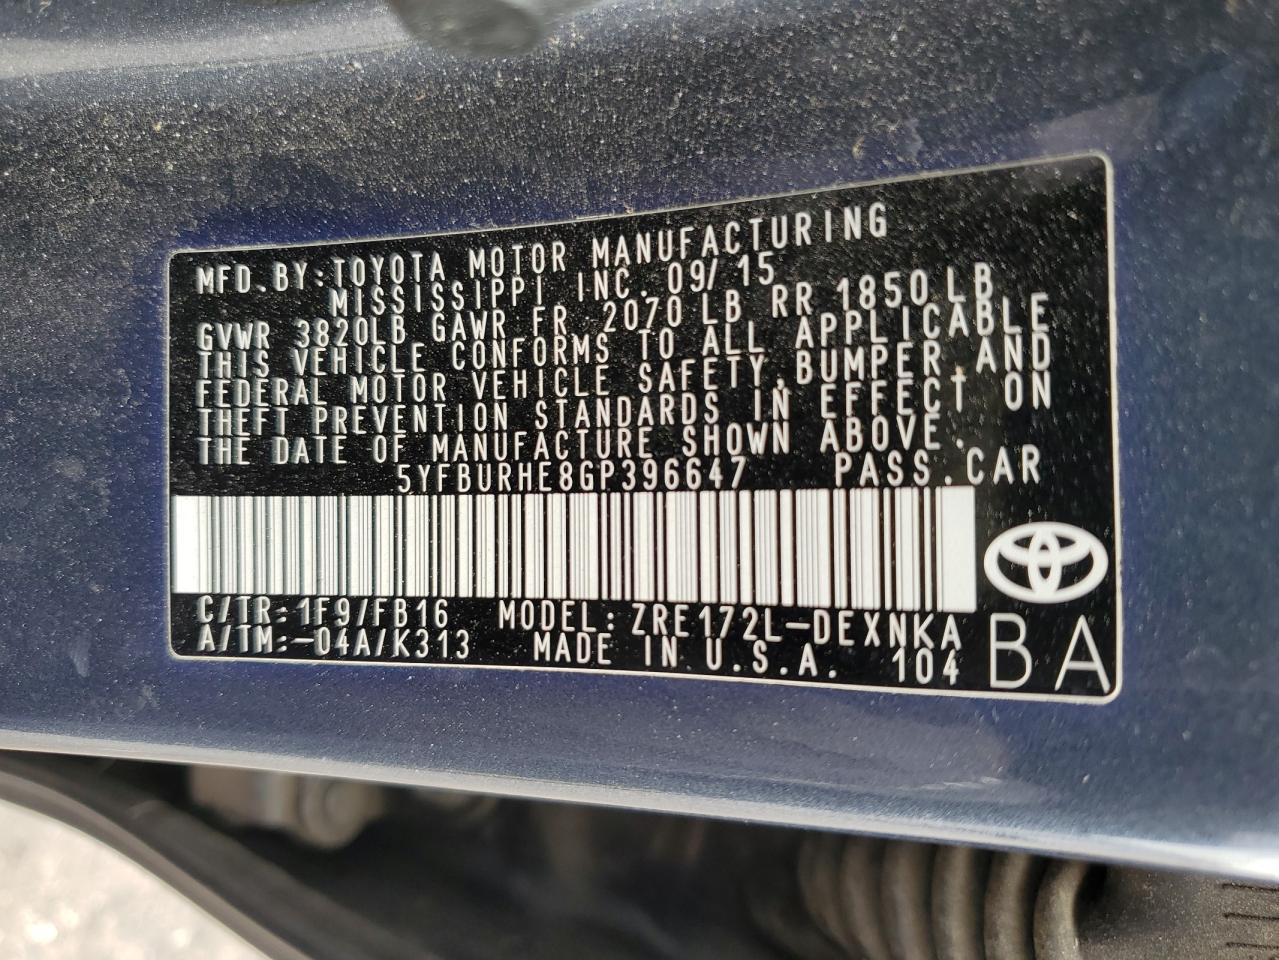 MFD.BY:TOYOTA MOTOR MANUFACTURING
MISSISSIPPI, INC. 09/ 15
GVWR 3820LB GAWR FR 2070 LB RR 1850 LB
THIS VEHICLE CONFORMS TO ALL APPLICABLE
FEDERAL MOTOR VEHICLE SAFETY,BUMPER AND
THEFT PREVENTION STANDARDS IN EFFECT ON
THE DATE OF MANUFACTURE SHOWN ABOVE.
5YFBURHE8GP396647 PASS.CAR
C/TR:1F9/FB16 MODEL:ZRE172L-DEXNKA
A/TM:-04A/K313 MADE IN U.S.A. 104
BA